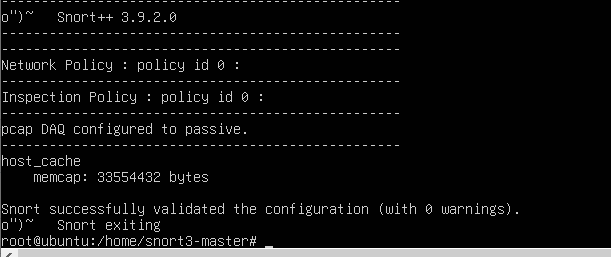 --------------------------------------------------
o")~   Snort++ 3.9.2.0
--------------------------------------------------
--------------------------------------------------
Network Policy : policy id 0 :
--------------------------------------------------
Inspection Policy : policy id 0 :
--------------------------------------------------
pcap DAQ configured to passive.
--------------------------------------------------
host_cache
    memcap: 33554432 bytes
Snort successfully validated the configuration (with 0 warnings).
o")~   Snort exiting
root@ubuntu:/home/snort3-master# _